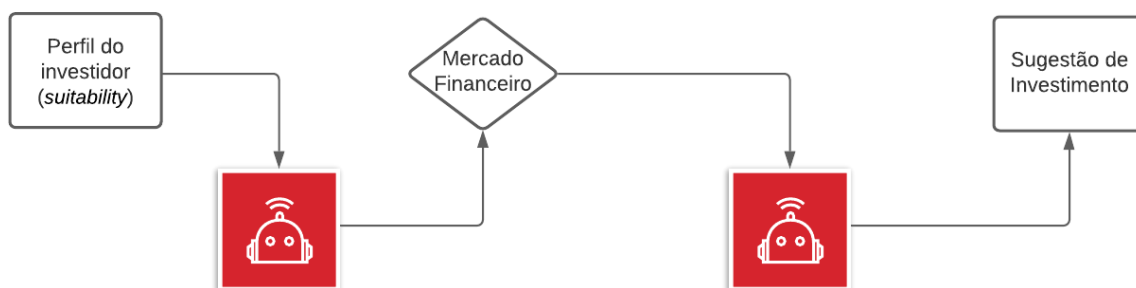 Perfil do
investidor
(suitability)
Mercado
Financeiro
Sugestão de
Investimento